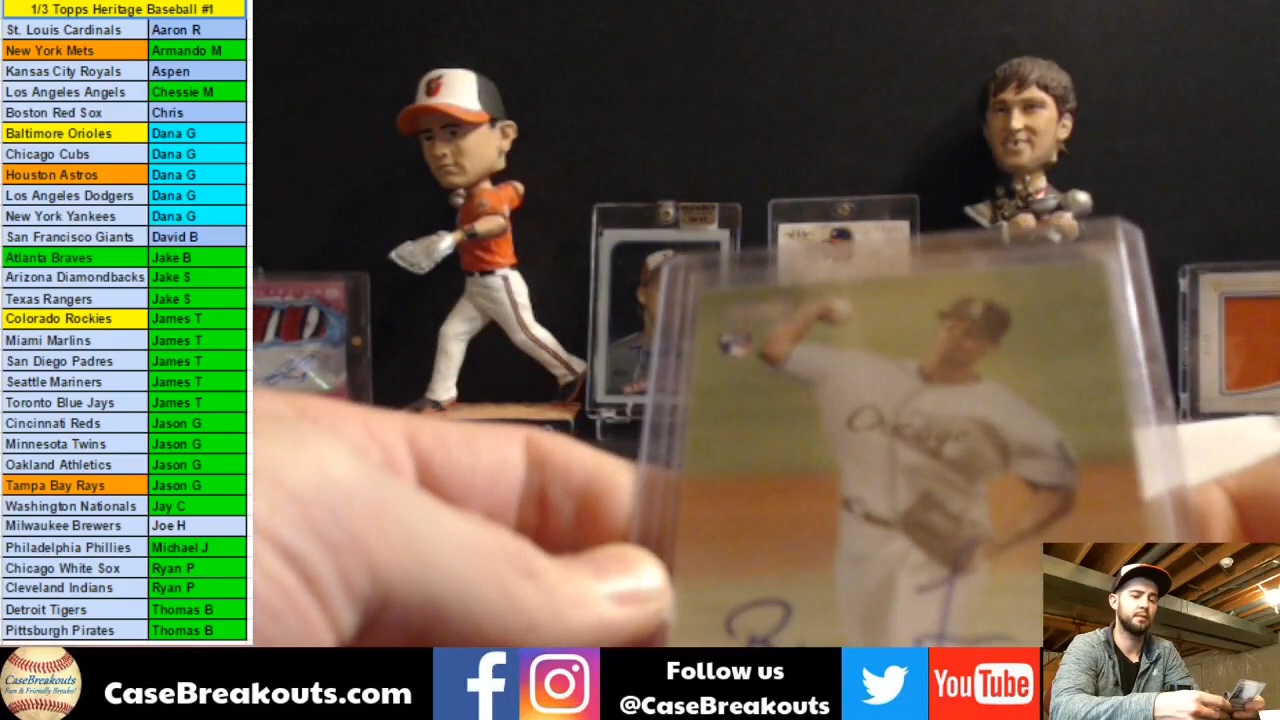 1/3 Topps Heritage Baseball #1
St. Louis Cardinals Aaron R
New York Mets Armando M
Kansas City Royals Aspen
Los Angeles Angels Chessie M
Boston Red Sox Chris
Baltimore Orioles Dana G
Chicago Cubs Dana G
Houston Astros Dana G
Los Angeles Dodgers Dana G
New York Yankees Dana G
San Francisco Giants David B
Atlanta Braves Jake B
Arizona Diamondbacks Jake S
Texas Rangers Jake S
Colorado Rockies James T
Miami Marlins James T
San Diego Padres James T
Seattle Mariners James T
Toronto Blue Jays James T
Cincinnati Reds Jason G
Minnesota Twins Jason G
Oakland Athletics Jason G
Tampa Bay Rays Jason G
Washington Nationals Jay C
Milwaukee Brewers Joe H
Philadelphia Phillies Michael J
Chicago White Sox Ryan P
Cleveland Indians Ryan P
Detroit Tigers Thomas B
Pittsburgh Pirates Thomas B
Chicago
CaseBreakouts
Fun & Friendly Breaks!
CaseBreakouts.com
Follow us
@CaseBreakouts
YouTube